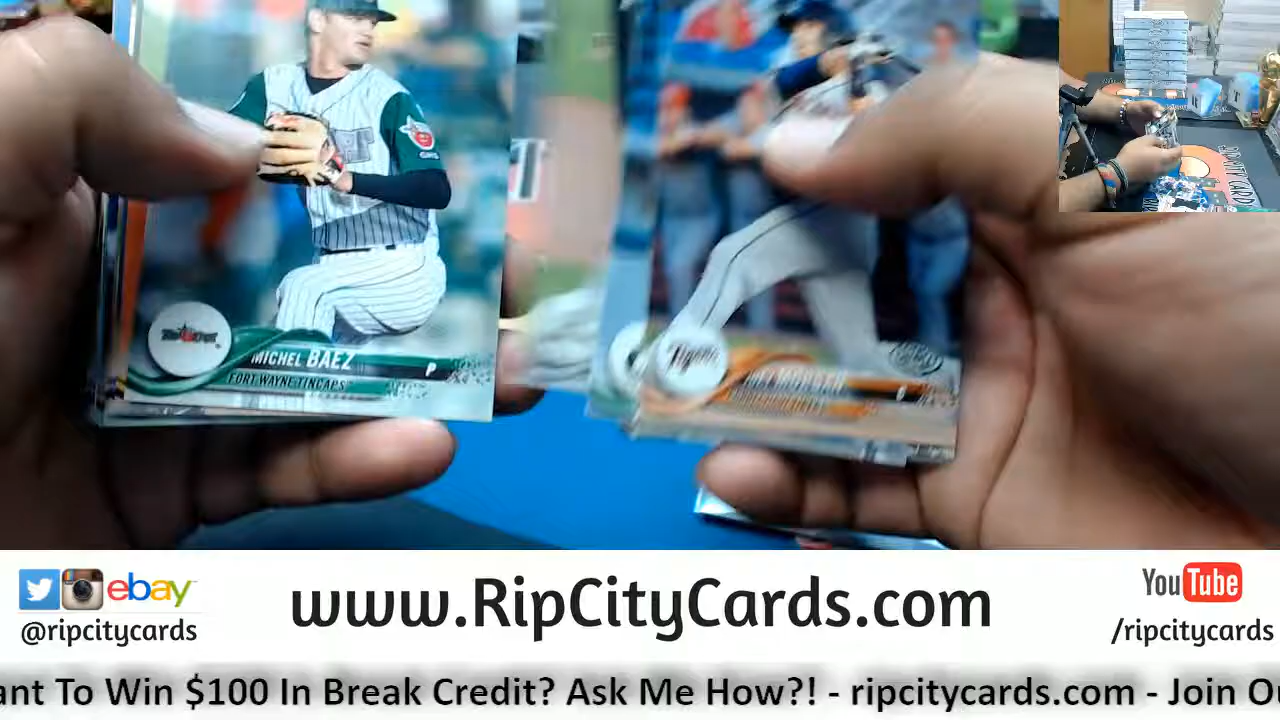 MICHEL BAEZ
P
FORT WAYNE TINCAPS
Tigers
P
ebay
@ripcitycards
www.RipCityCards.com
YouTube
/ripcitycards
ant To Win $100 In Break Credit? Ask Me How?! - ripcitycards.com - Join O